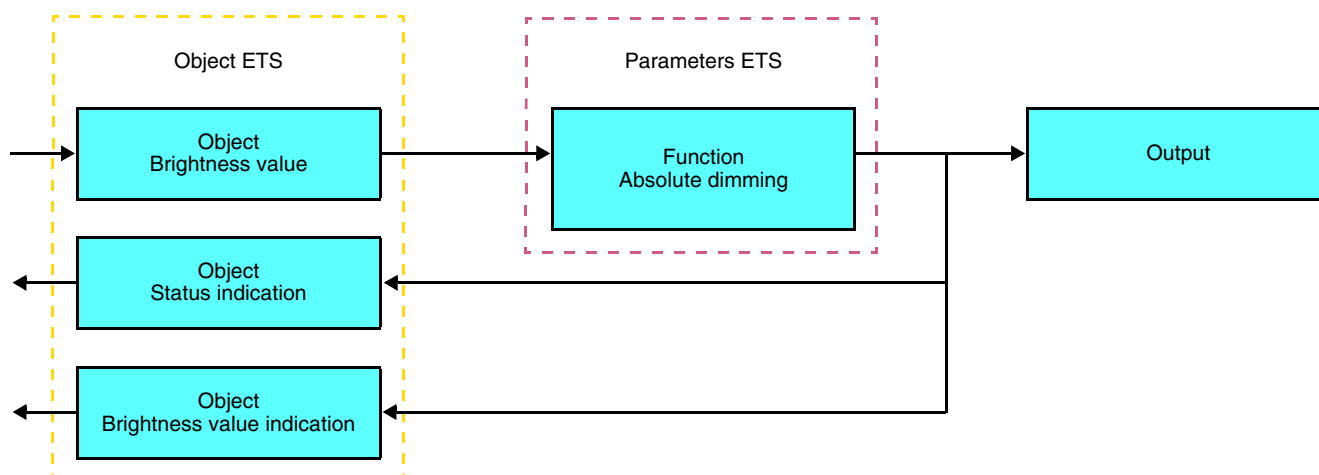 Object ETS
Parameters ETS
Object
Brightness value
Function
Absolute dimming
Output
Object
Status indication
Object
Brightness value indication